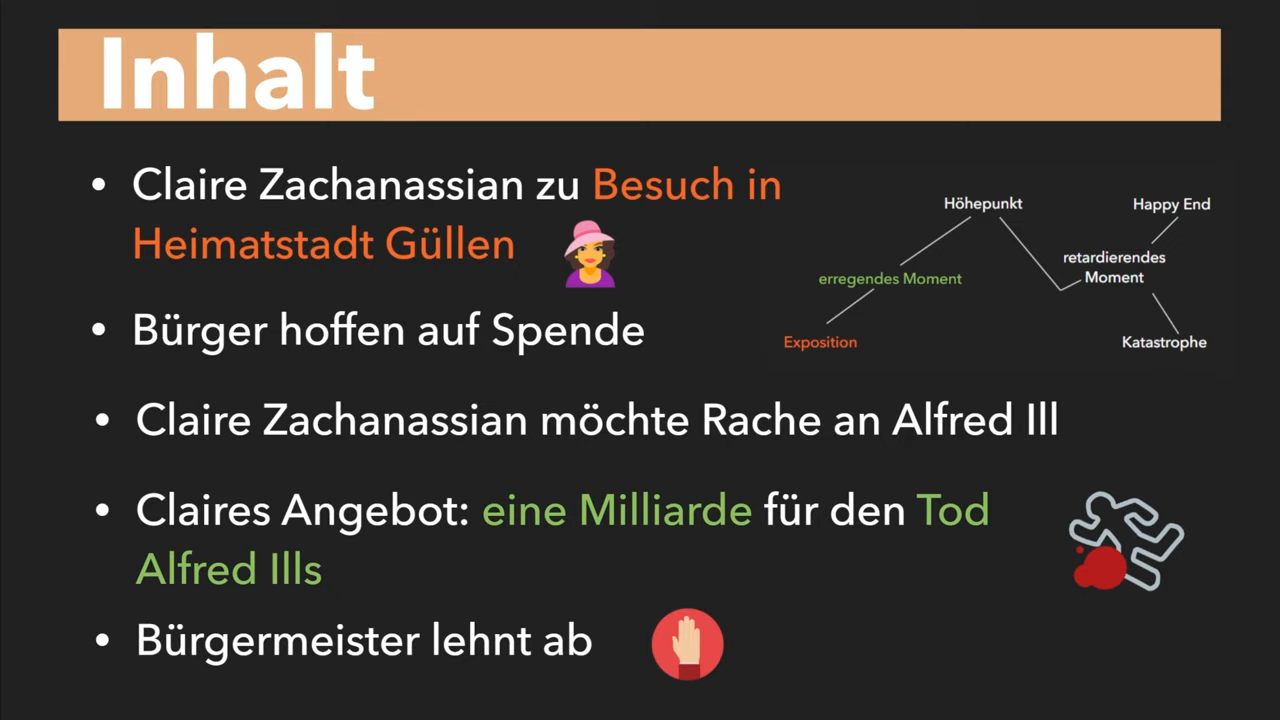 Inhalt
• Claire Zachanassian zu Besuch in
Heimatstadt Güllen
• Bürger hoffen auf Spende
• Claire Zachanassian möchte Rache an Alfred Ill
• Claires Angebot: eine Milliarde für den Tod
Alfred Ills
• Bürgermeister lehnt ab
Höhepunkt
Happy End
retardierendes
Moment
erregendes Moment
Exposition
Katastrophe